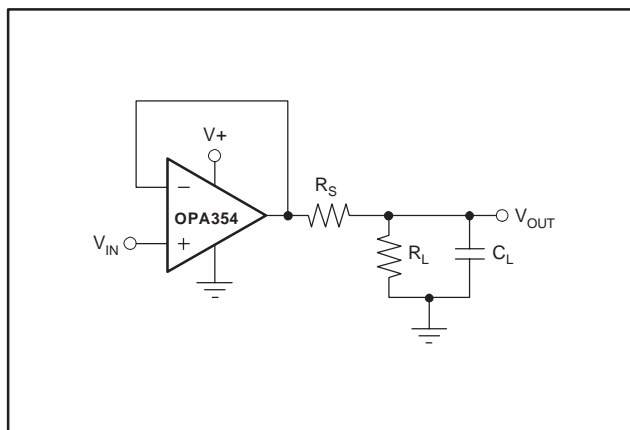 V+
R_S
−
OPA354
V_OUT
V_IN
+
R_L
C_L